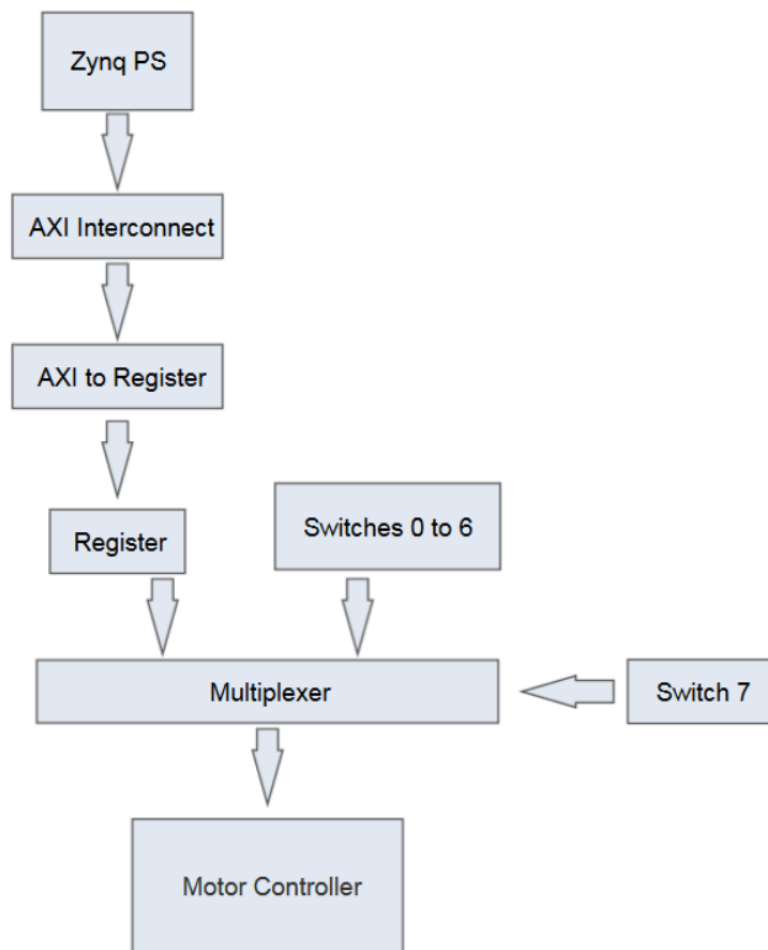 Zynq PS
AXI Interconnect
AXI to Register
Register
Switches 0 to 6
Multiplexer
Switch 7
Motor Controller